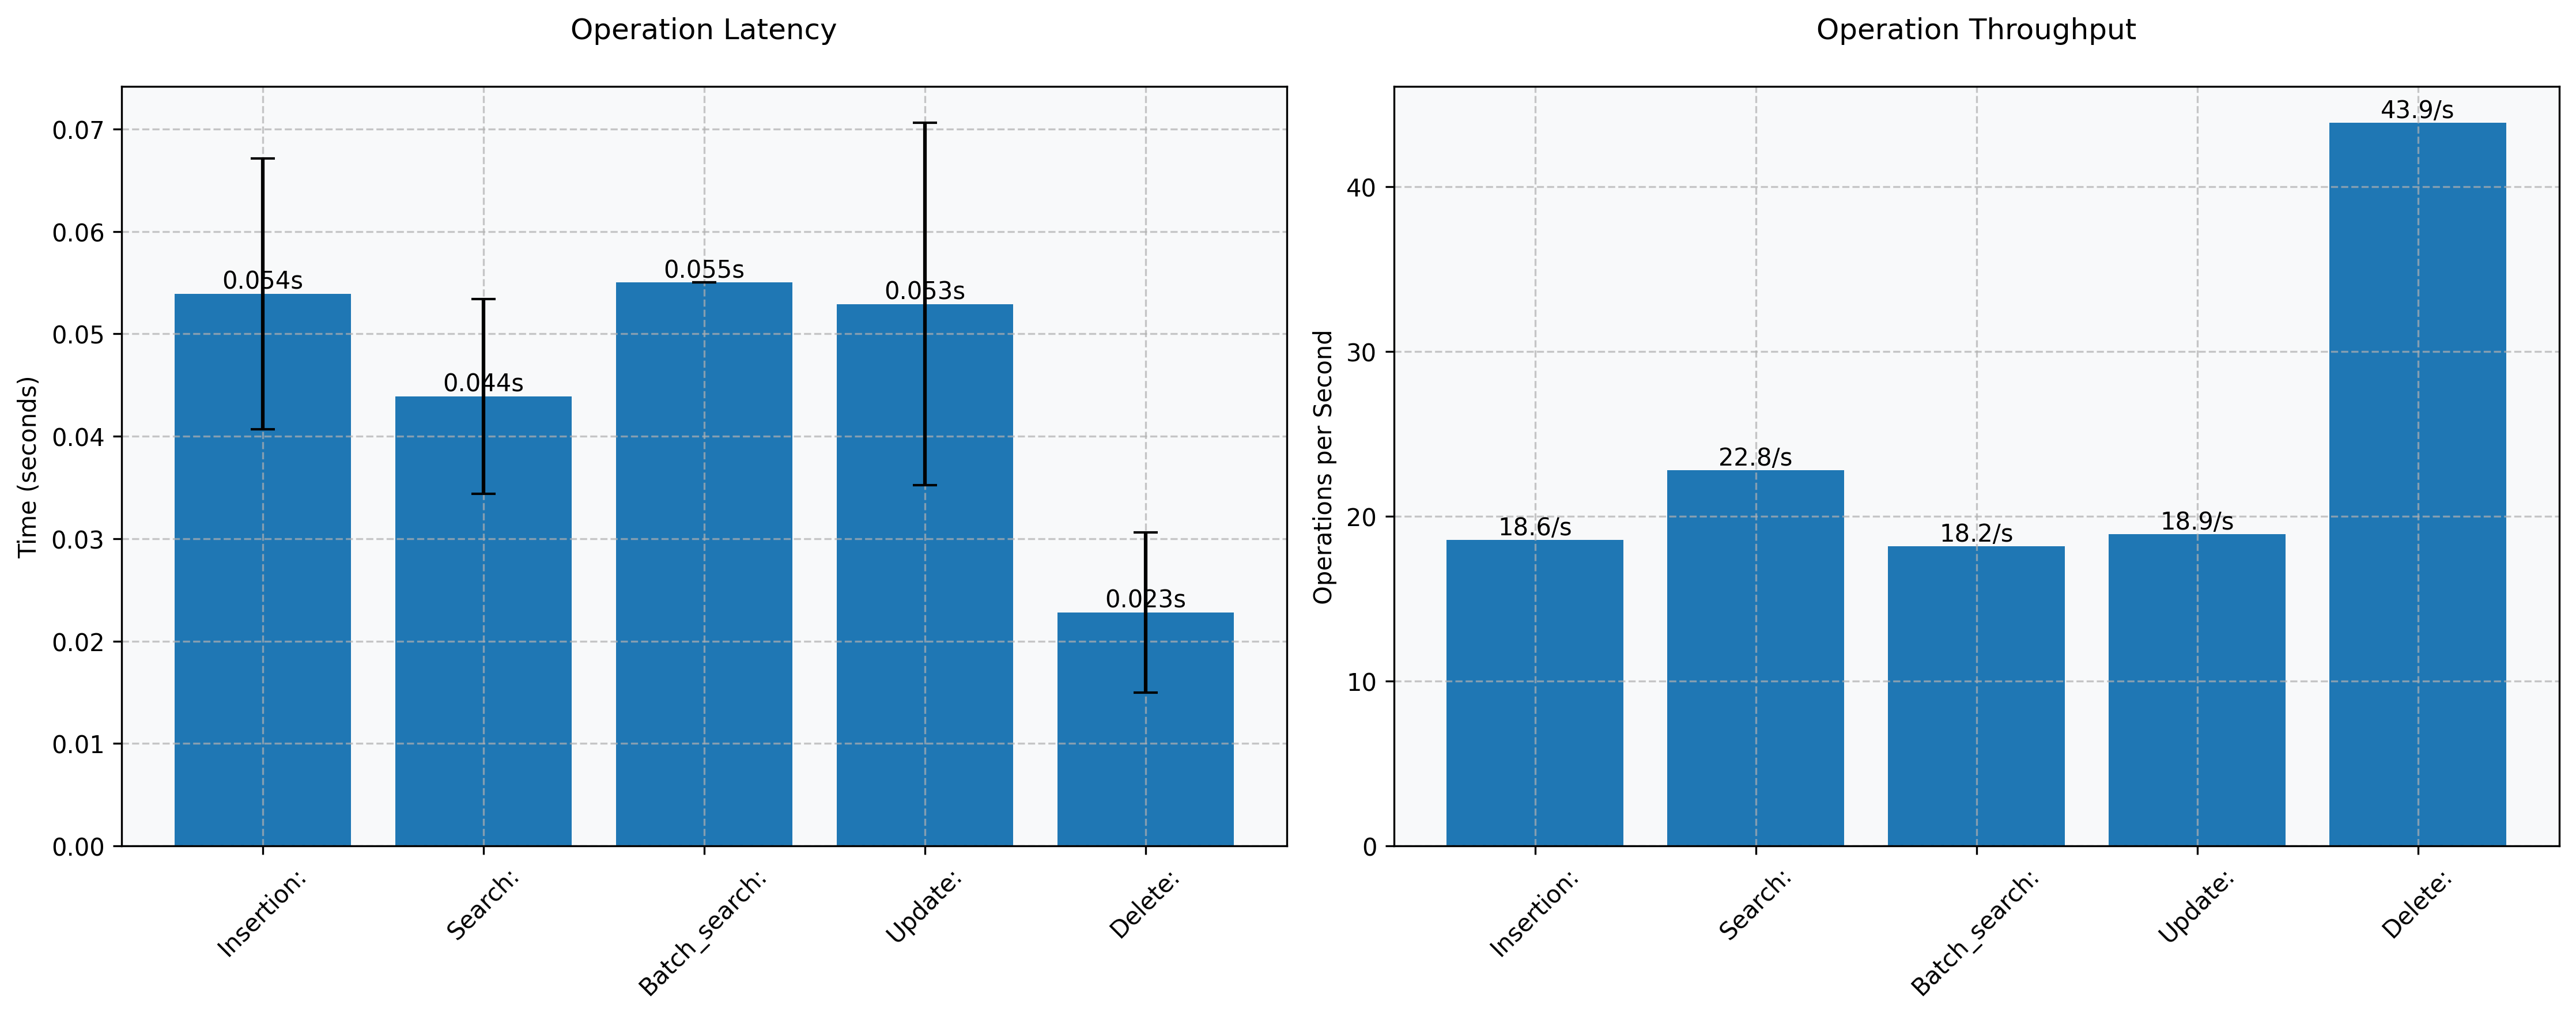 Operation Latency
Time (seconds)
0.07
0.06
0.05
0.04
0.03
0.02
0.01
0.00
0.054s
0.044s
0.055s
0.053s
0.023s
Insertion:
Search:
Batch_search:
Update:
Delete:
Operation Throughput
Operations per Second
40
30
20
10
0
18.6/s
22.8/s
18.2/s
18.9/s
43.9/s
Insertion:
Search:
Batch_search:
Update:
Delete: